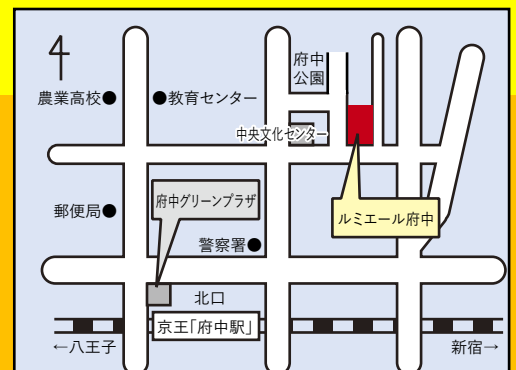 府中
公園
農業高校●
●教育センター
中央文化センター
府中グリーンプラザ
郵便局●
ルミエール府中
警察署●
北口
京王「府中駅」
←八王子
新宿→